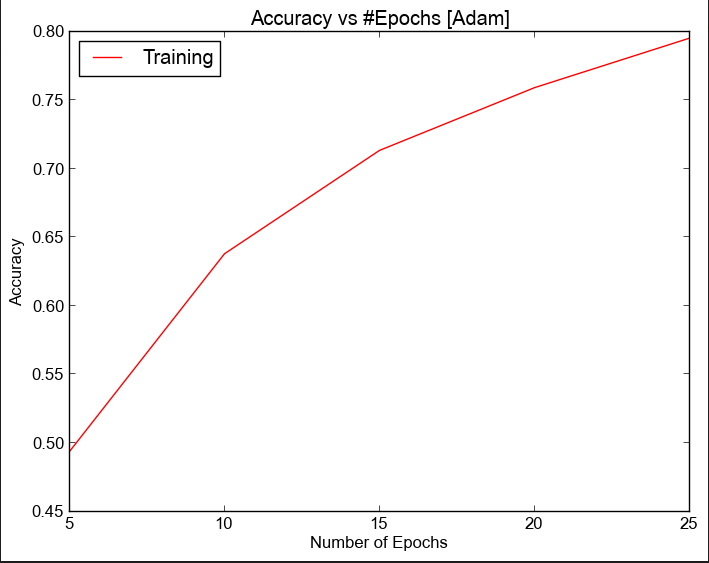 Accuracy vs #Epochs [Adam]
Training
0.80
0.75
0.70
0.65
0.60
0.55
0.50
0.45
Accuracy
5 10 15 20 25
Number of Epochs